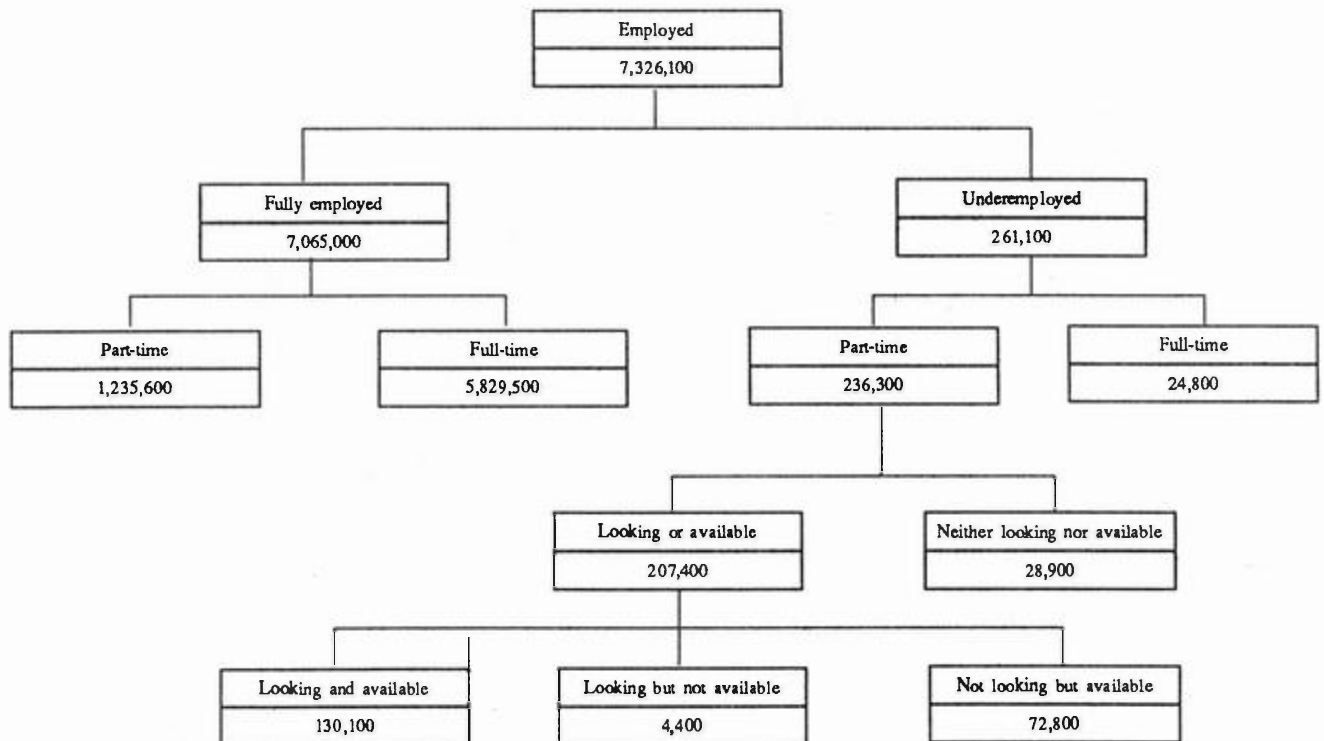 Employed
7,326,100
Fully employed
7,065,000
Underemployed
261,100
Part-time
1,235,600
Full-time
5,829,500
Part-time
236,300
Full-time
24,800
Looking or available
207,400
Neither looking nor available
28,900
Looking and available
130,100
Looking but not available
4,400
Not looking but available
72,800